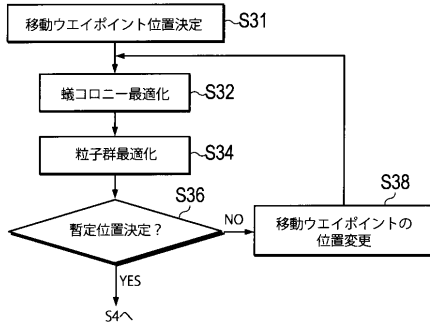 移動ウエイポイント位置決定
S31
蟻コロニー最適化
S32
粒子群最適化
S34
S36
暫定位置決定？
NO
S38
移動ウエイポイントの
位置変更
YES
S4へ